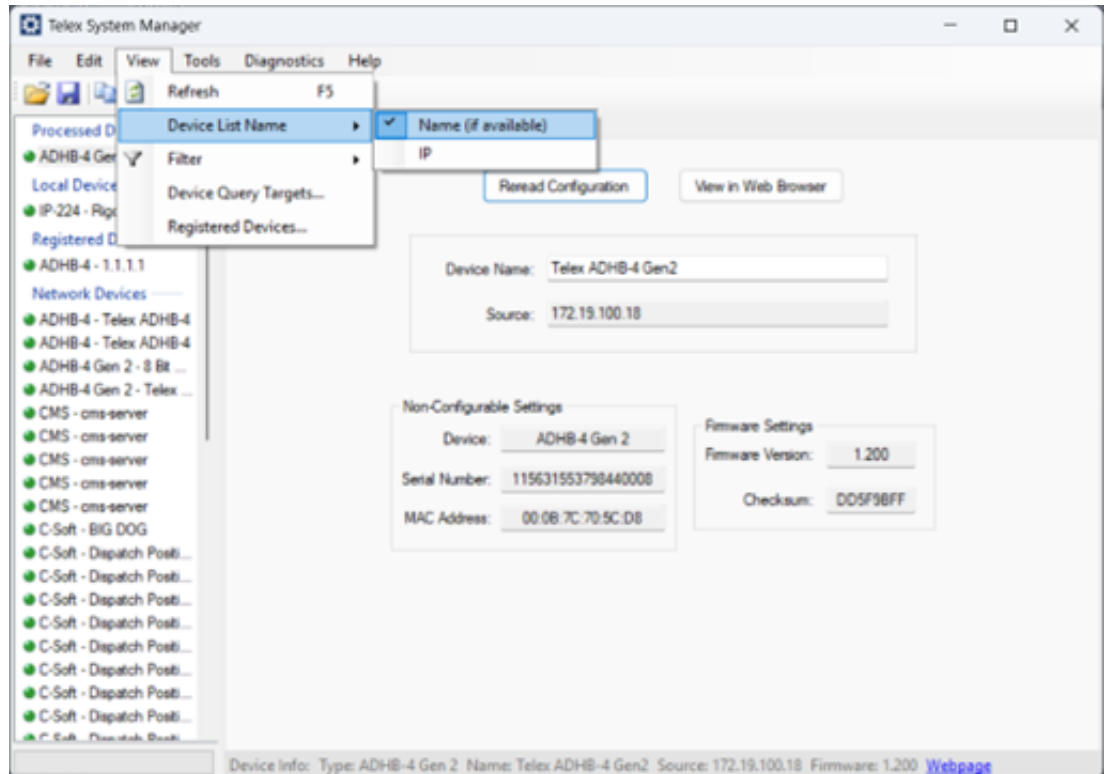 Telex System Manager
File Edit View Tools Diagnostics Help
Refresh F5
Device List Name
Name (if available)
IP
Filter
Device Query Targets...
Registered Devices...
Processed D
ADHB-4 Gen
Local Device
IP-224 - Rigo
Registered D
ADHB-4 - 1.1.1.1
Network Devices
ADHB-4 - Telex ADHB-4
ADHB-4 - Telex ADHB-4
ADHB-4 Gen 2 - 8 Bit ...
ADHB-4 Gen 2 - Telex ...
CMS - cms-server
CMS - cms-server
CMS - cms-server
CMS - cms-server
CMS - cms-server
C-Soft - BIG DOG
C-Soft - Dispatch Positi...
C-Soft - Dispatch Positi...
C-Soft - Dispatch Positi...
C-Soft - Dispatch Positi...
C-Soft - Dispatch Positi...
C-Soft - Dispatch Positi...
C-Soft - Dispatch Positi...
C-Soft - Dispatch Positi...
Reread Configuration View in Web Browser
Device Name: Telex ADHB-4 Gen2
Source: 172.19.100.18
Non-Configurable Settings
Device: ADHB-4 Gen 2
Serial Number: 115631553798440008
MAC Address: 00:0B:7C:70:5C:D8
Firmware Settings
Firmware Version: 1.200
Checksum: DD5F9BFF
Device Info: Type: ADHB-4 Gen 2 Name: Telex ADHB-4 Gen2 Source: 172.19.100.18 Firmware: 1.200 Webpage